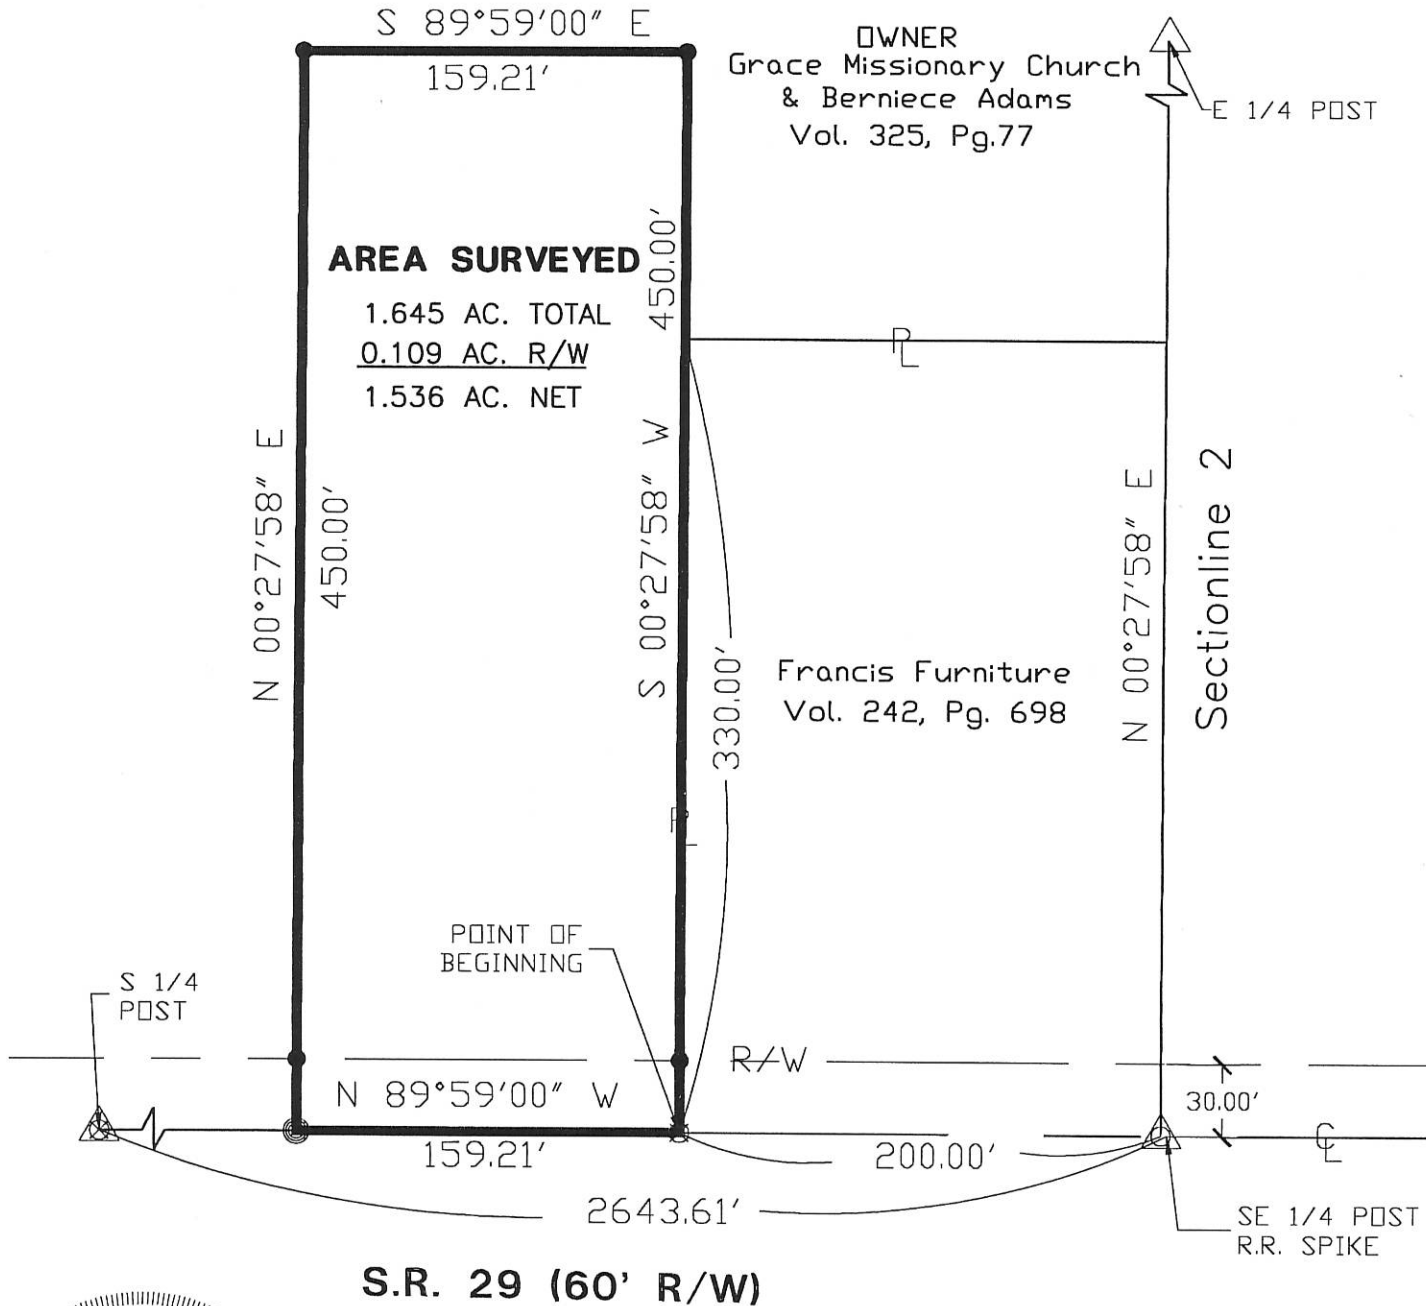 S 89°59'00" E
159.21'
OWNER
Grace Missionary Church
& Berniece Adams
Vol. 325, Pg.77
E 1/4 POST
AREA SURVEYED
1.645 AC. TOTAL
0.109 AC. R/W
1.536 AC. NET
450.00'
PL
N 00°27'58" E
450.00'
S 00°27'58" W
330.00'
Francis Furniture
Vol. 242, Pg. 698
N 00°27'58" E
Sectionline 2
PL
POINT OF
BEGINNING
S 1/4
POST
R/W
N 89°59'00" W
30.00'
159.21'
200.00'
CL
2643.61'
SE 1/4 POST
R.R. SPIKE
S.R. 29 (60' R/W)